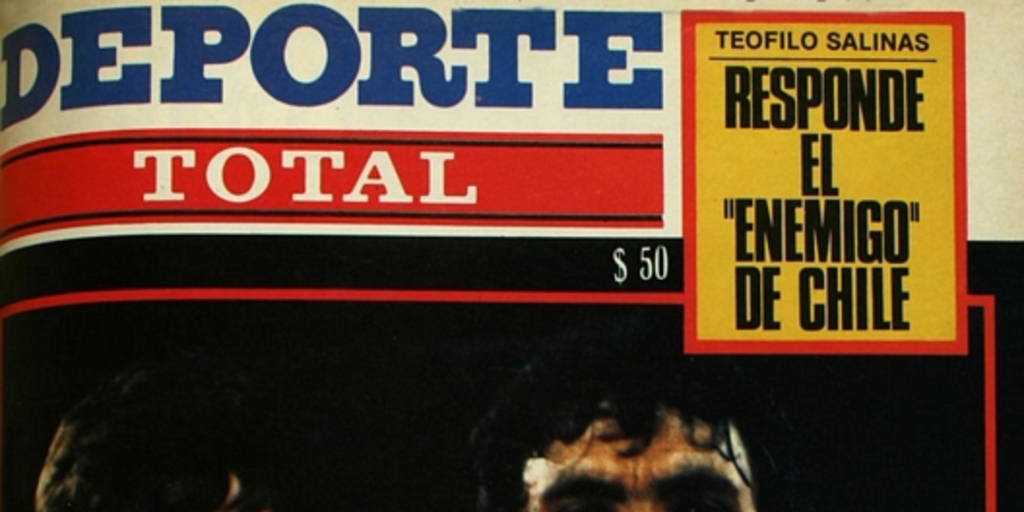 DEPORTE
TOTAL
$ 50
TEOFILO SALINAS
RESPONDE
EL
"ENEMIGO"
DE CHILE